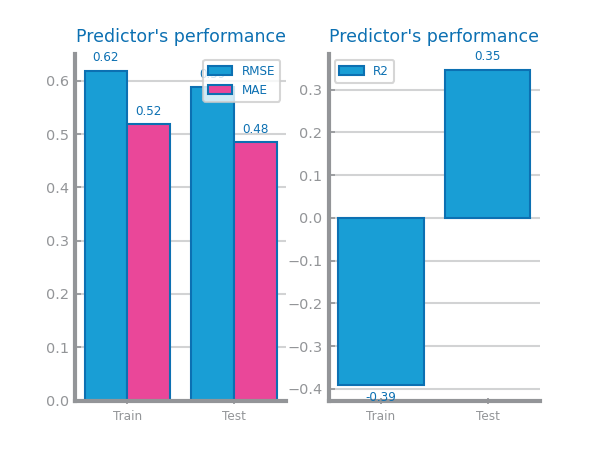 Predictor's performance
0.62
0.52
0.48
RMSE
MAE
0.6
0.5
0.4
0.3
0.2
0.1
0.0
Train
Test
Predictor's performance
0.35
R2
0.3
0.2
0.1
0.0
−0.1
−0.2
−0.3
−0.4
-0.39
Train
Test